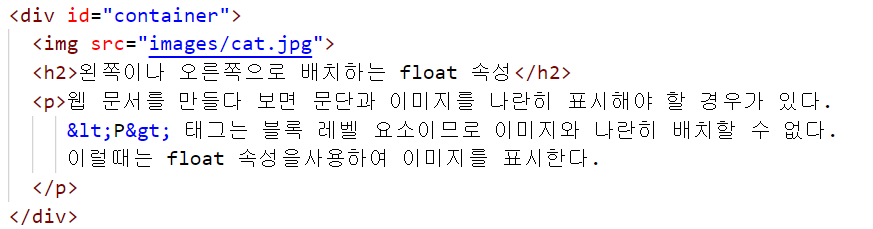 <div id="container">
<img src="images/cat.jpg">
<h2>왼쪽이나 오른쪽으로 배치하는 float 속성</h2>
<p>웹 문서를 만들다 보면 문단과 이미지를 나란히 표시해야 할 경우가 있다.
&lt;P&gt; 태그는 블록 레벨 요소이므로 이미지와 나란히 배치할 수 없다.
이럴때는 float 속성을사용하여 이미지를 표시한다.
</p>
</div>